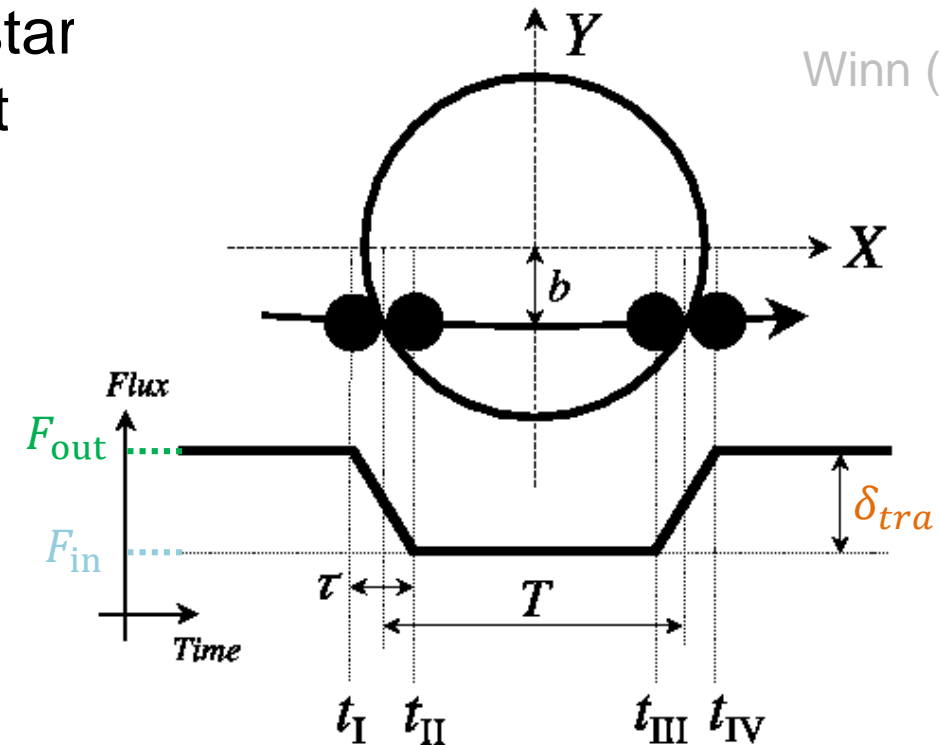 star
t
Winn (
Y
X
b
Flux
F_out
δ_tra
F_in
τ
T
Time
t_I t_II t_III t_IV